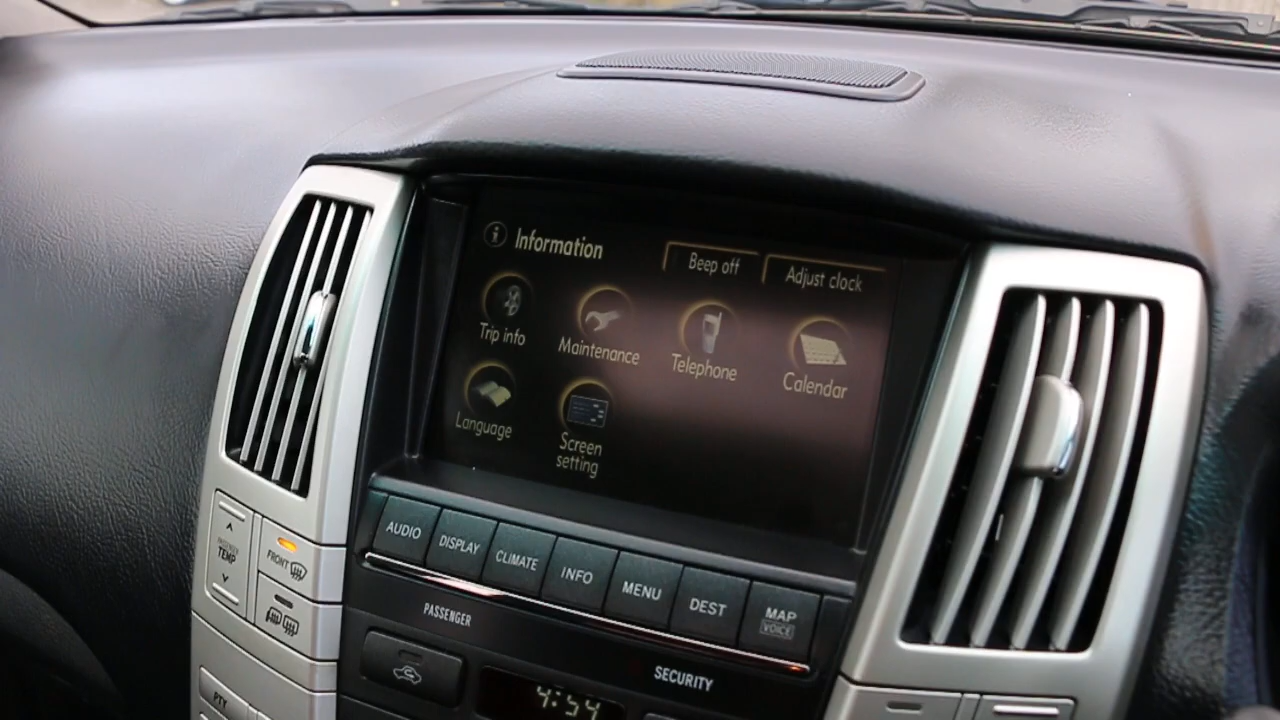 Information
Beep off
Adjust clock
Trip info
Maintenance
Telephone
Calendar
Language
Screen
setting
AUDIO
DISPLAY
CLIMATE
INFO
MENU
DEST
MAP
VOICE
TEMP
FRONT
PASSENGER
SECURITY
PTY
4:54